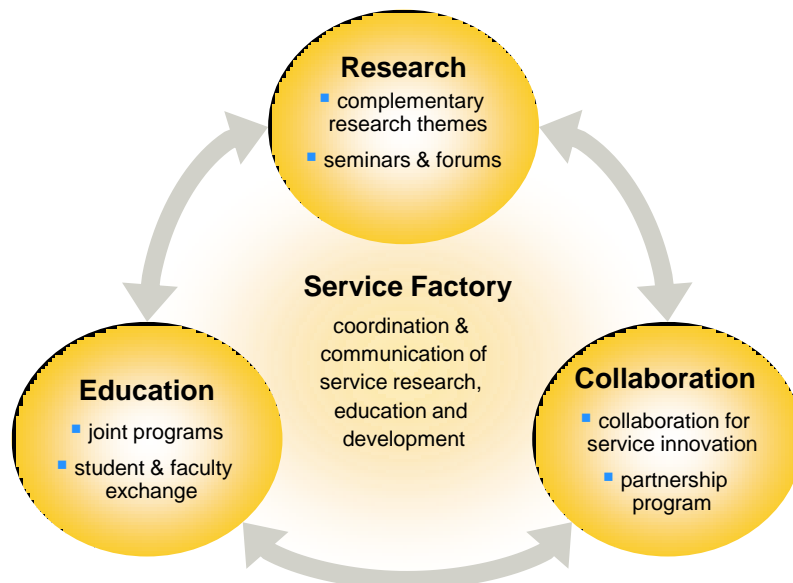 Research
complementary
research themes
seminars & forums
Service Factory
coordination &
communication of
service research,
education and
development
Education
joint programs
student & faculty
exchange
Collaboration
collaboration for
service innovation
partnership
program